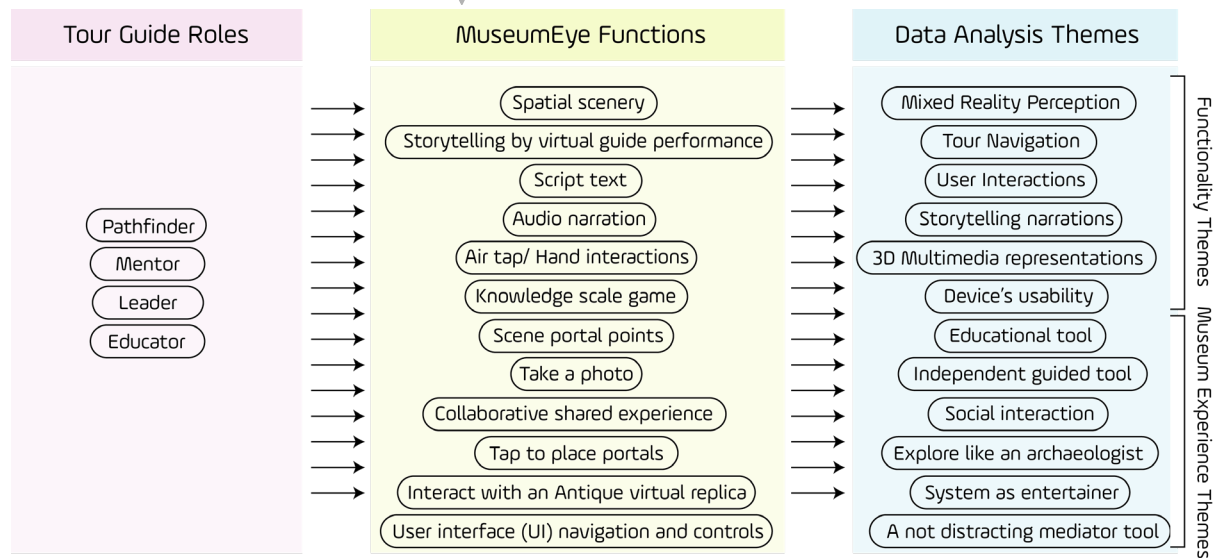 Tour Guide Roles
Pathfinder
Mentor
Leader
Educator
MuseumEye Functions
Spatial scenery
Storytelling by virtual guide performance
Script text
Audio narration
Air tap/ Hand interactions
Knowledge scale game
Scene portal points
Take a photo
Collaborative shared experience
Tap to place portals
Interact with an Antique virtual replica
User interface (UI) navigation and controls
Data Analysis Themes
Mixed Reality Perception
Tour Navigation
User Interactions
Storytelling narrations
3D Multimedia representations
Device's usability
Educational tool
Independent guided tool
Social interaction
Explore like an archaeologist
System as entertainer
A not distracting mediator tool
Functionality Themes
Museum Experience Themes